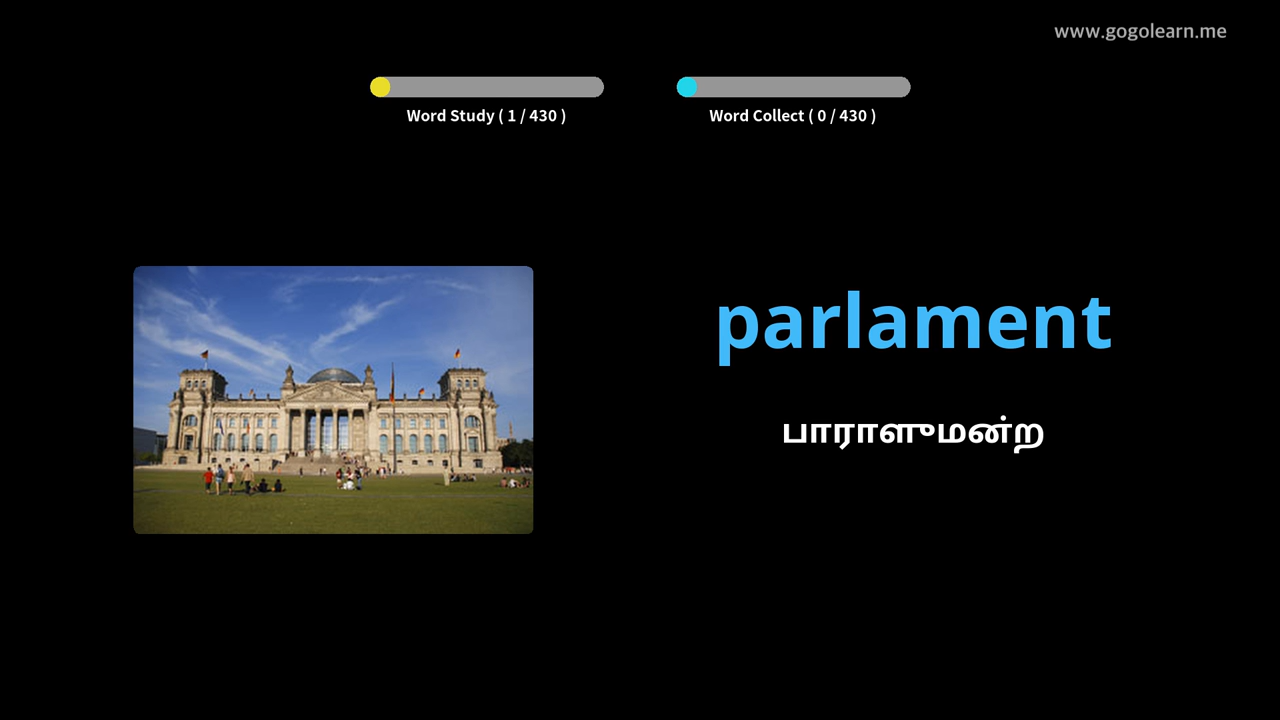 www.gogolearn.me
Word Study ( 1 / 430 )
Word Collect ( 0 / 430 )
parlament
பாராளுமன்ற